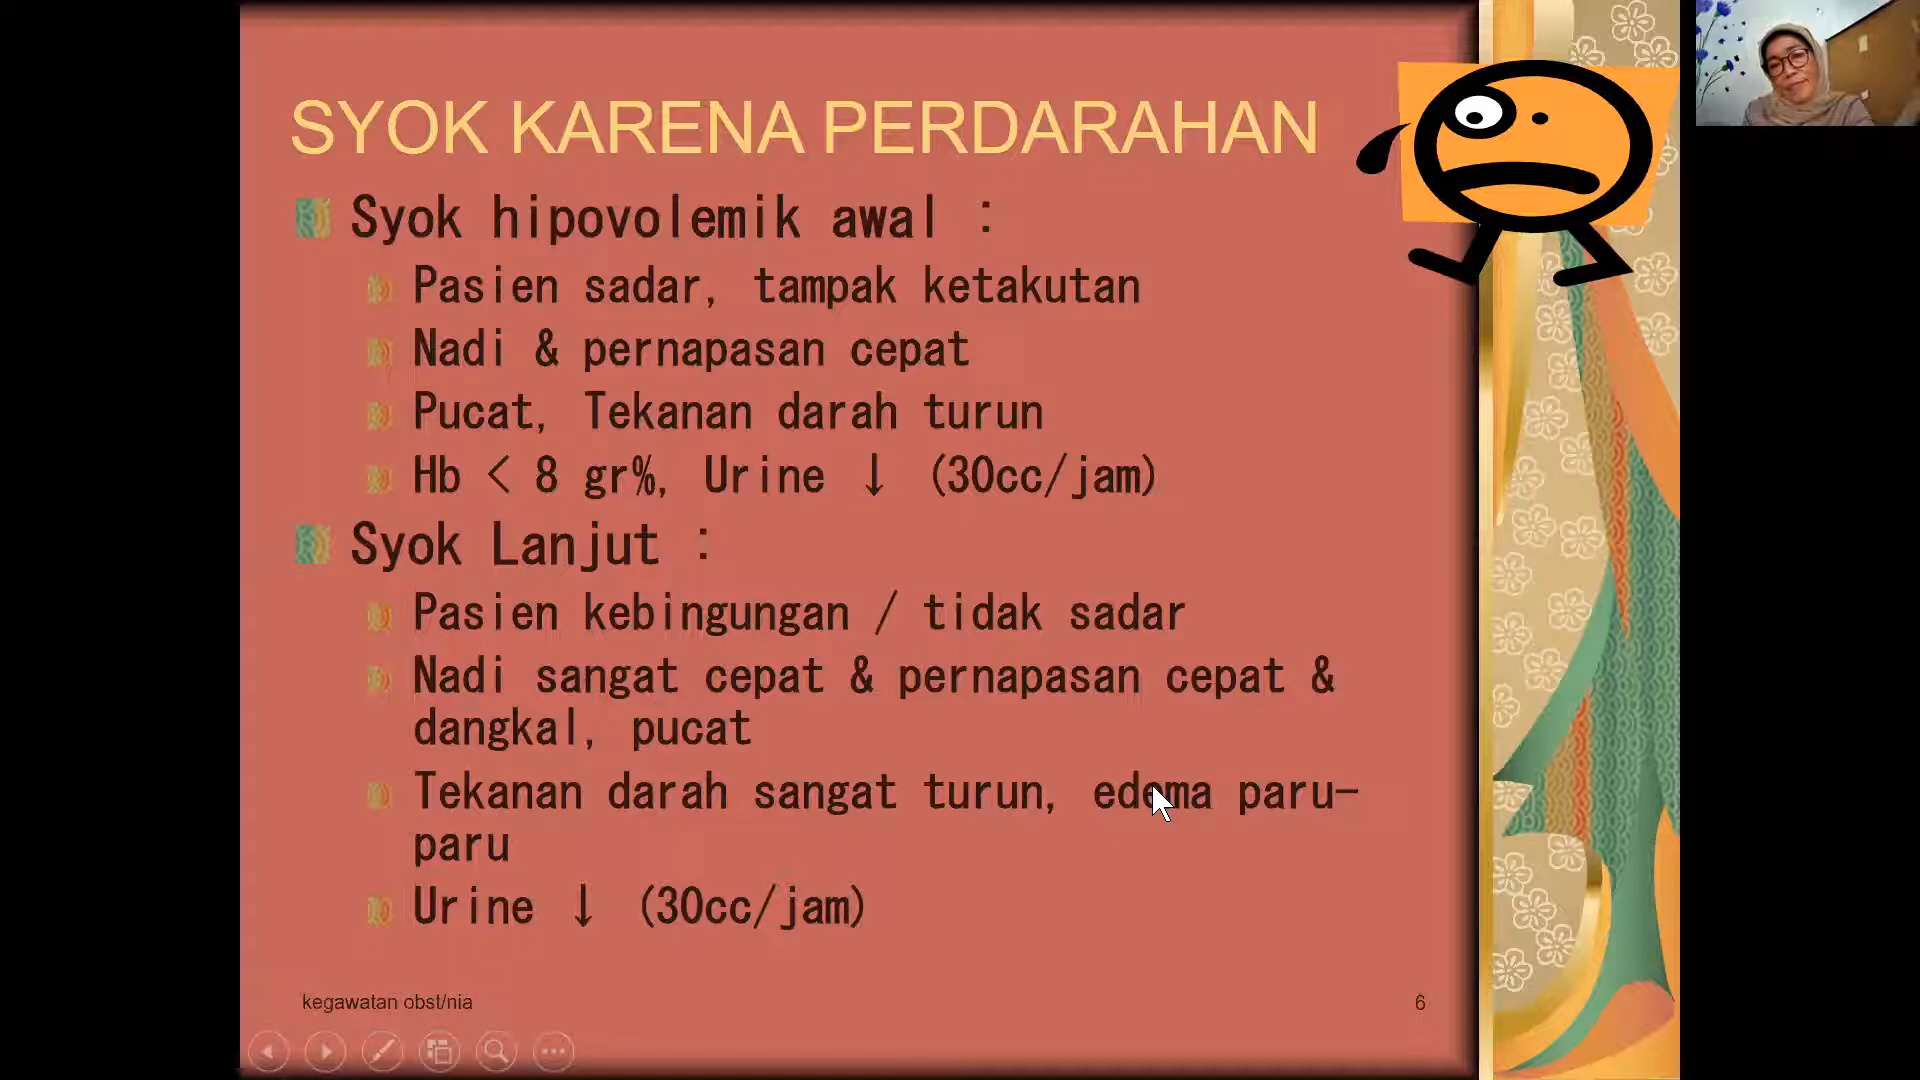 SYOK KARENA PERDARAHAN
Syok hipovolemik awal :
Pasien sadar, tampak ketakutan
Nadi & pernapasan cepat
Pucat, Tekanan darah turun
Hb < 8 gr%, Urine ↓ (30cc/jam)
Syok Lanjut :
Pasien kebingungan / tidak sadar
Nadi sangat cepat & pernapasan cepat &
dangkal, pucat
Tekanan darah sangat turun, edema paru-
paru
Urine ↓ (30cc/jam)
kegawatan obst/nia
6